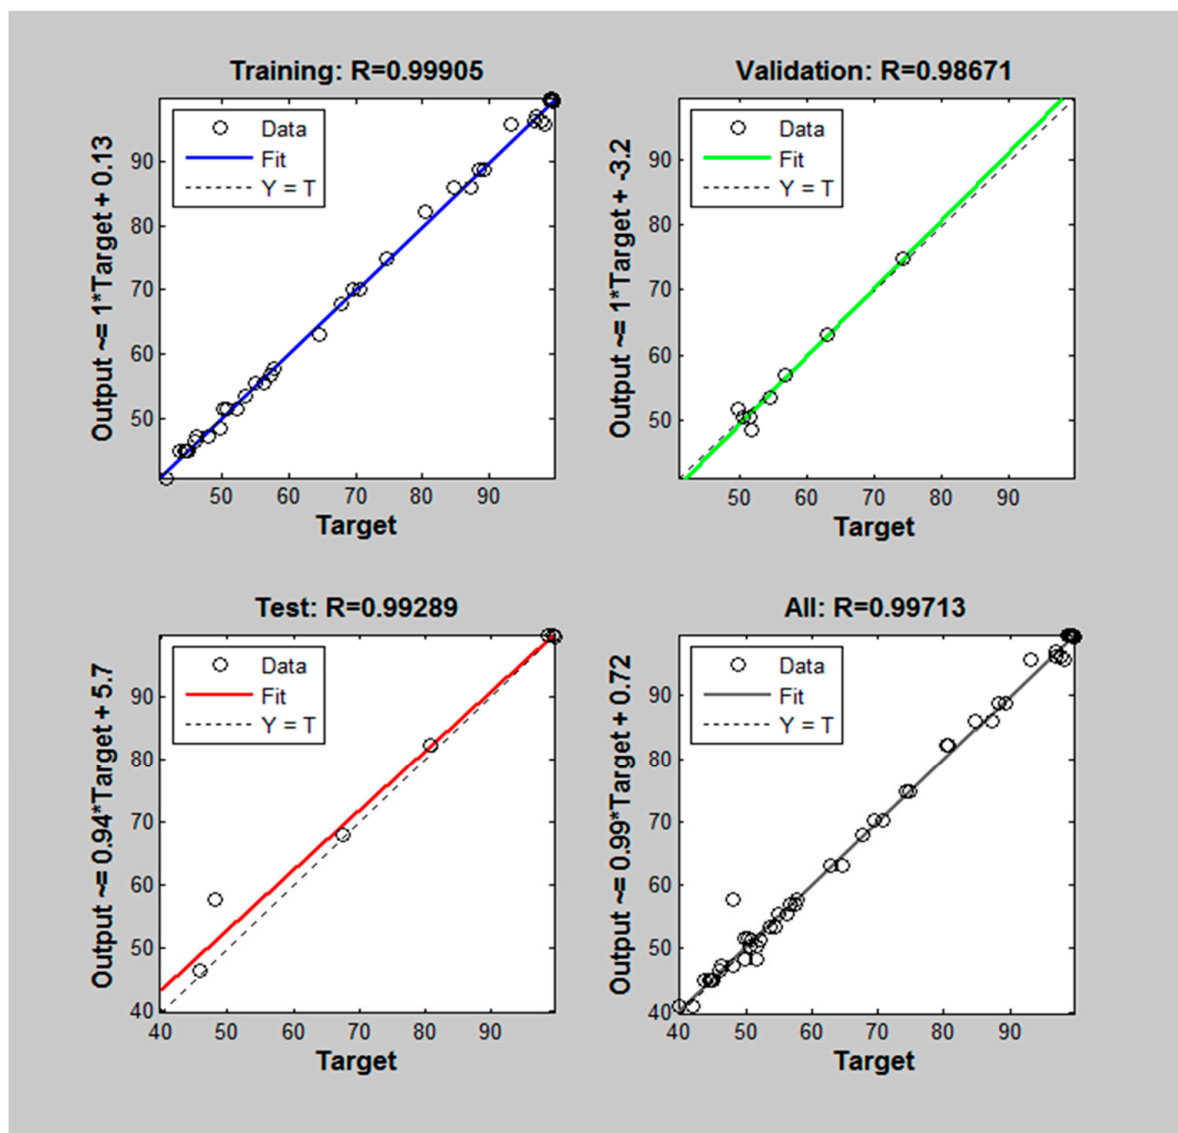 Training: R=0.99905
Output ~= 1*Target + 0.13
Data
Fit
Y = T
90
80
70
60
50
50 60 70 80 90
Target
Validation: R=0.98671
Output ~= 1*Target + -3.2
Data
Fit
Y = T
90
80
70
60
50
50 60 70 80 90
Target
Test: R=0.99289
Output ~= 0.94*Target + 5.7
Data
Fit
Y = T
90
80
70
60
50
40
40 50 60 70 80 90
Target
All: R=0.99713
Output ~= 0.99*Target + 0.72
Data
Fit
Y = T
90
80
70
60
50
40
40 50 60 70 80 90
Target